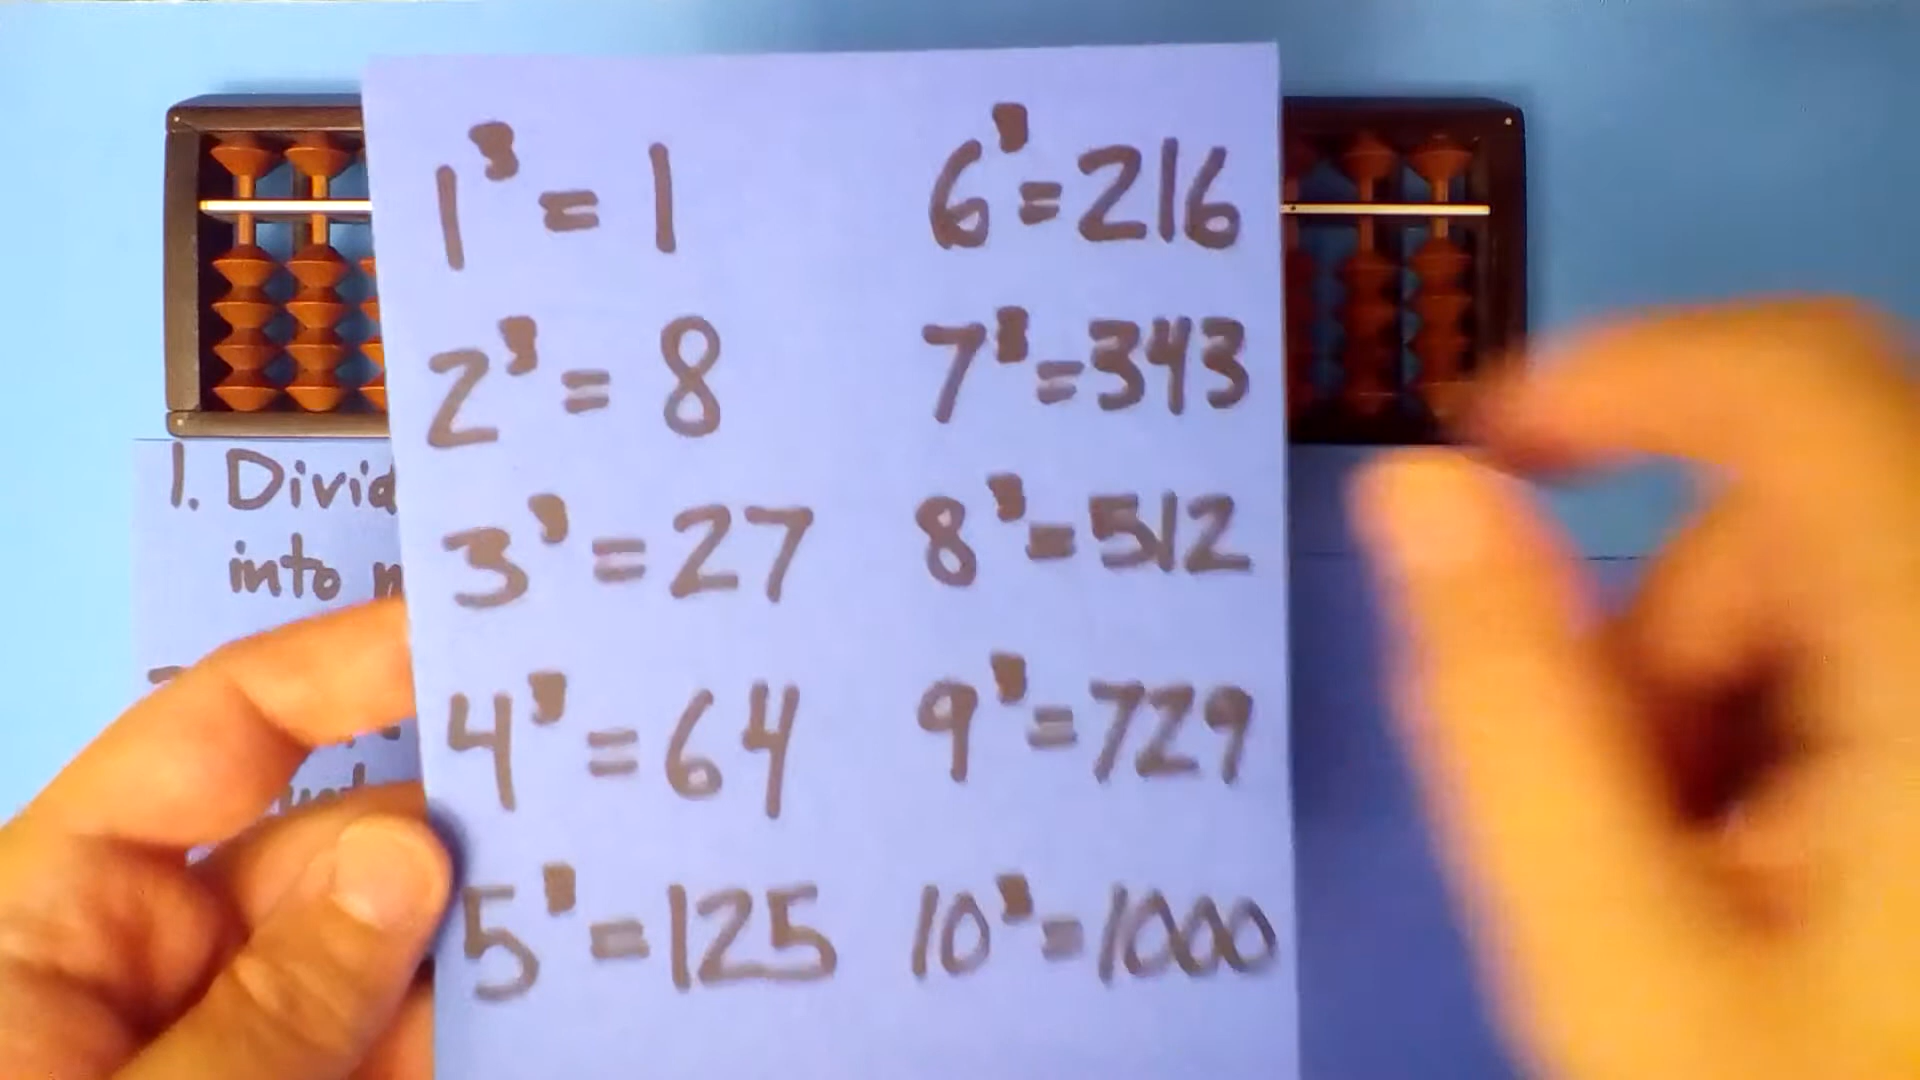 1³ = 1
2³ = 8
3³ = 27
4³ = 64
5³ = 125
6³ = 216
7³ = 343
8³ = 512
9³ = 729
10³ = 1000
1. Divid
into